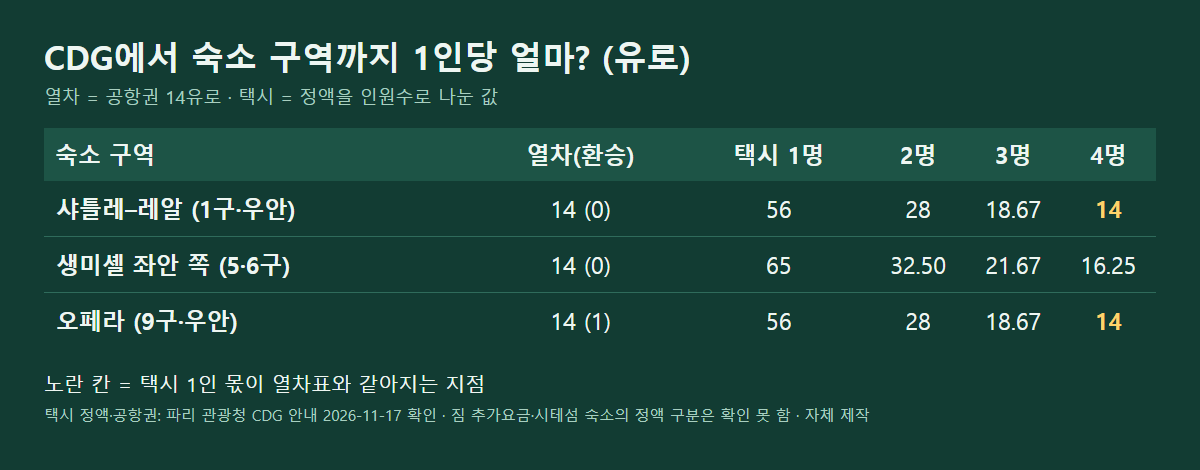 CDG에서 숙소 구역까지 1인당 얼마? (유로)
열차 = 공항권 14유로 · 택시 = 정액을 인원수로 나눈 값
숙소 구역 열차(환승) 택시 1명 2명 3명 4명
샤틀레–레알 (1구·우안) 14 (0) 56 28 18.67 14
생미셸 좌안 쪽 (5·6구) 14 (0) 65 32.50 21.67 16.25
오페라 (9구·우안) 14 (1) 56 28 18.67 14
노란 칸 = 택시 1인 몫이 열차표와 같아지는 지점
택시 정액·공항권: 파리 관광청 CDG 안내 2026-11-17 확인 · 짐 추가요금·시테섬 숙소의 정액 구분은 확인 못 함 · 자체 제작